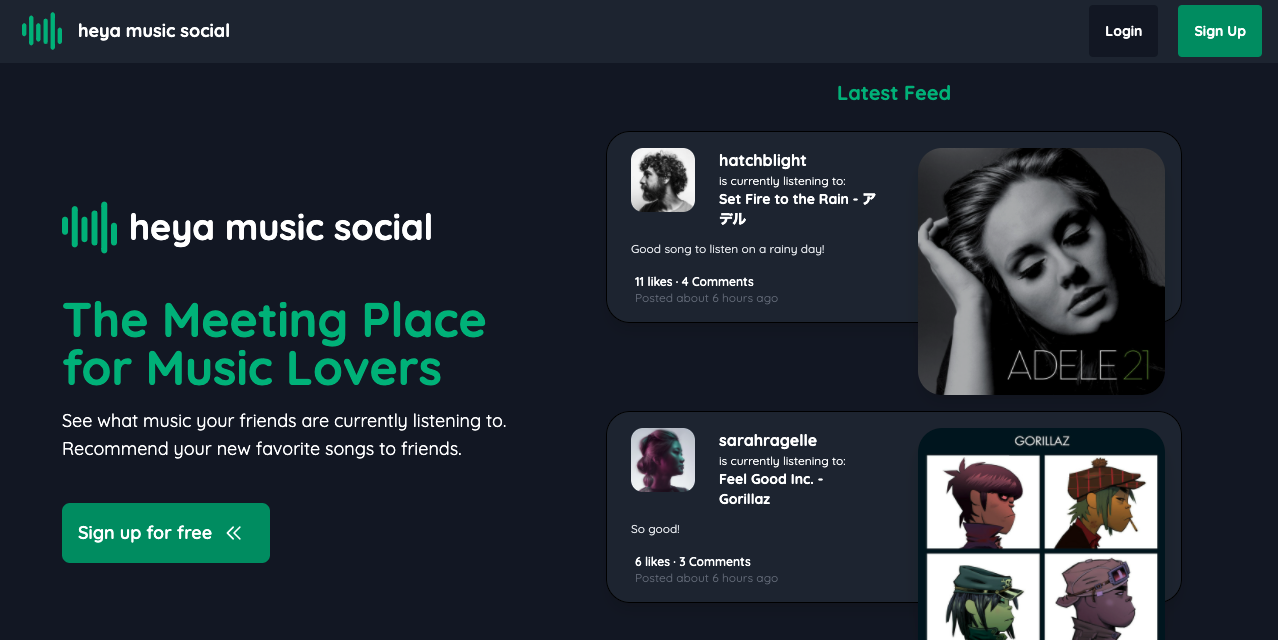 heya music social
Login
Sign Up
heya music social
The Meeting Place
for Music Lovers
See what music your friends are currently listening to.
Recommend your new favorite songs to friends.
Sign up for free
Latest Feed
hatchblight
is currently listening to:
Set Fire to the Rain - ア
デル
Good song to listen on a rainy day!
11 likes · 4 Comments
Posted about 6 hours ago
ADELE 21
sarahragelle
is currently listening to:
Feel Good Inc. -
Gorillaz
So good!
6 likes · 3 Comments
Posted about 6 hours ago
GORILLAZ